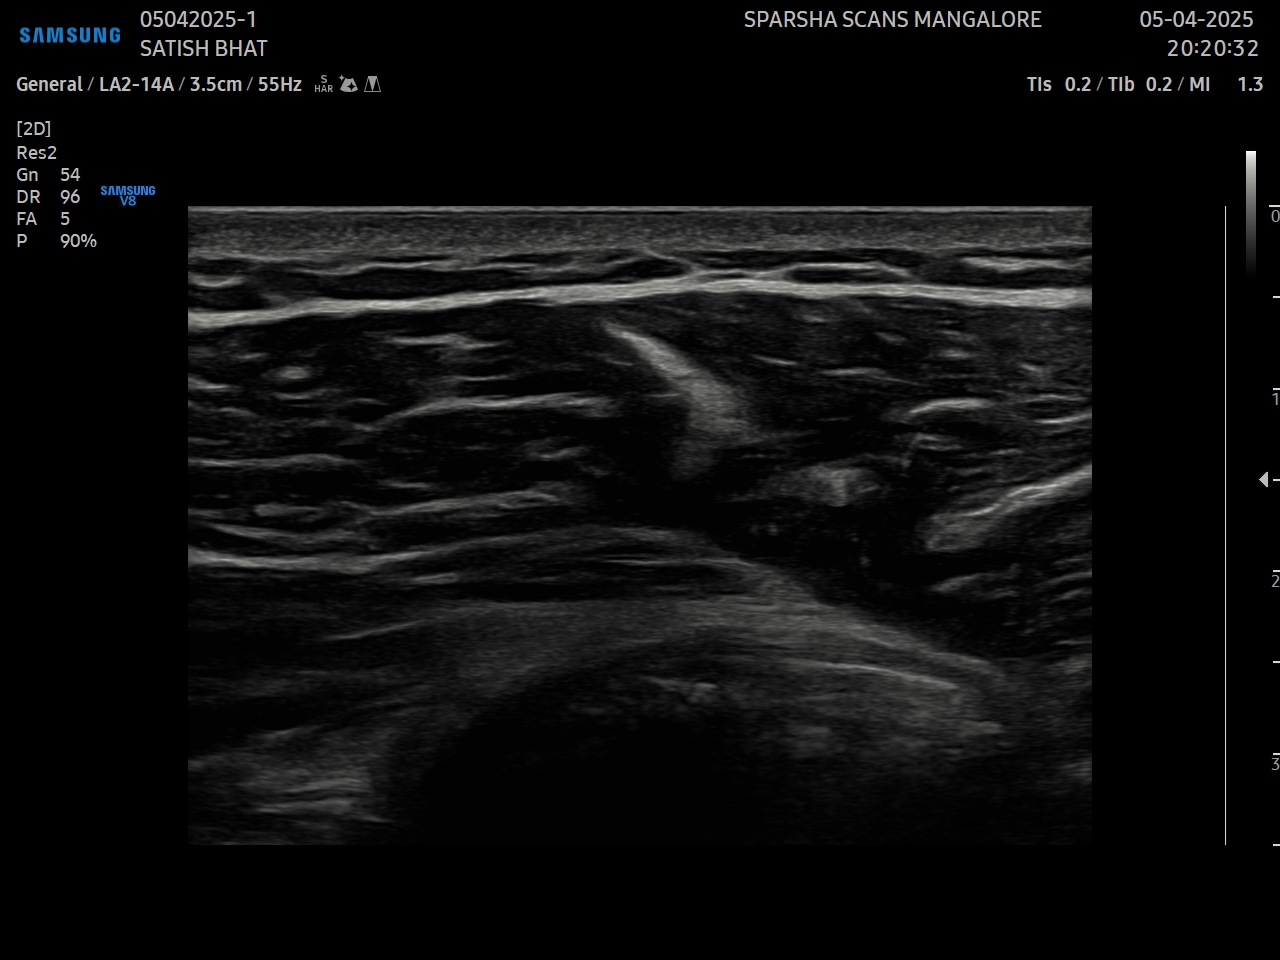 SAMSUNG
05042025-1
SATISH BHAT
SPARSHA SCANS MANGALORE
05-04-2025
20:20:32
General / LA2-14A / 3.5cm / 55Hz
S
HAR
TIs 0.2 / TIb 0.2 / MI 1.3
[2D]
Res2
Gn 54
DR 96
FA 5
P 90%
SAMSUNG
V8
0
1
2
3